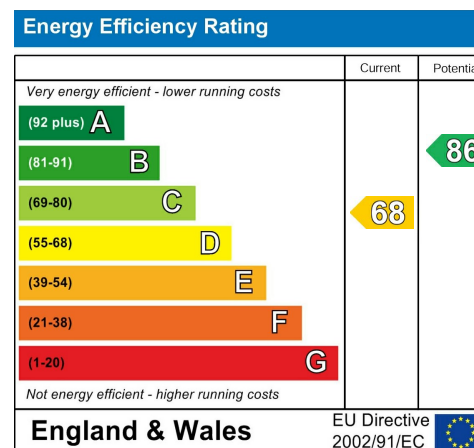 Energy Efficiency Rating
Current Potentia
Very energy efficient - lower running costs
(92 plus) A
(81-91) B
86
(69-80) C
68
(55-68) D
(39-54) E
(21-38) F
(1-20) G
Not energy efficient - higher running costs
England & Wales
EU Directive
2002/91/EC